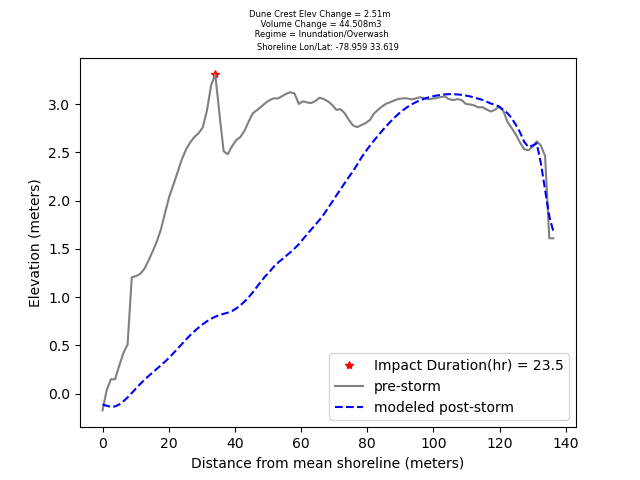 Dune Crest Elev Change = 2.51m
Volume Change = 44.508m3
Regime = Inundation/Overwash
Shoreline Lon/Lat: -78.959 33.619
Elevation (meters)
3.0
2.5
2.0
1.5
1.0
0.5
0.0
Impact Duration(hr) = 23.5
pre-storm
modeled post-storm
0 20 40 60 80 100 120 140
Distance from mean shoreline (meters)